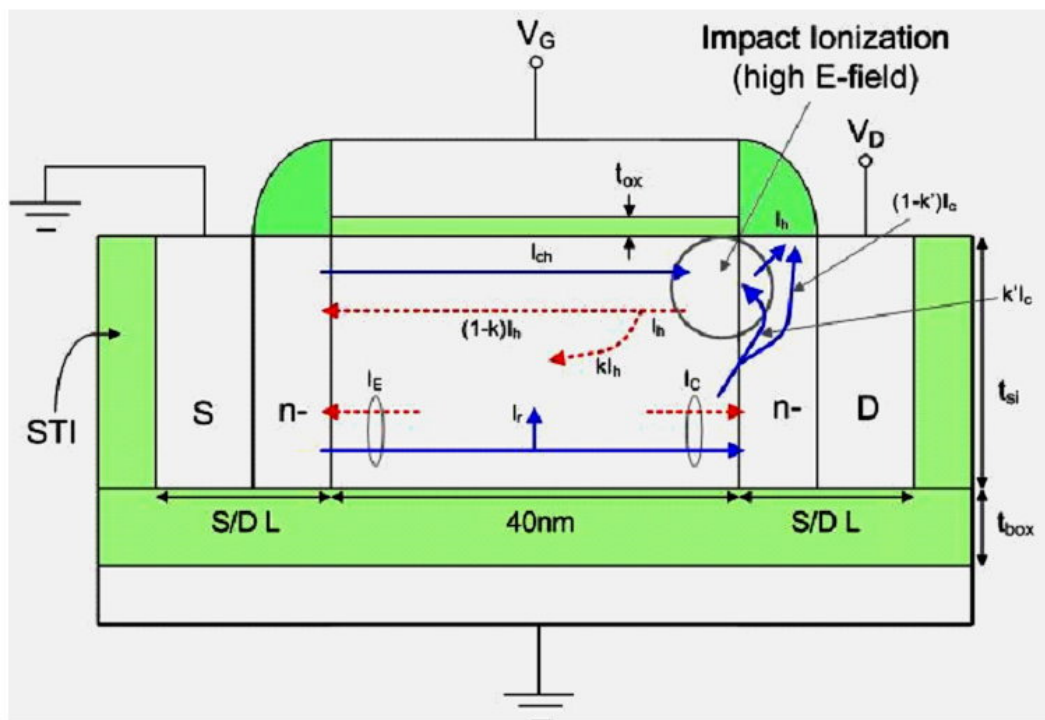 V_G
Impact Ionization
(high E-field)
V_D
t_ox
(1-k')I_c
I_h
I_ch
k'I_c
(1-k)I_h
I_h
kI_h
I_E
I_C
t_si
STI
S
n-
I_r
n-
D
S/D L
40nm
S/D L
t_box